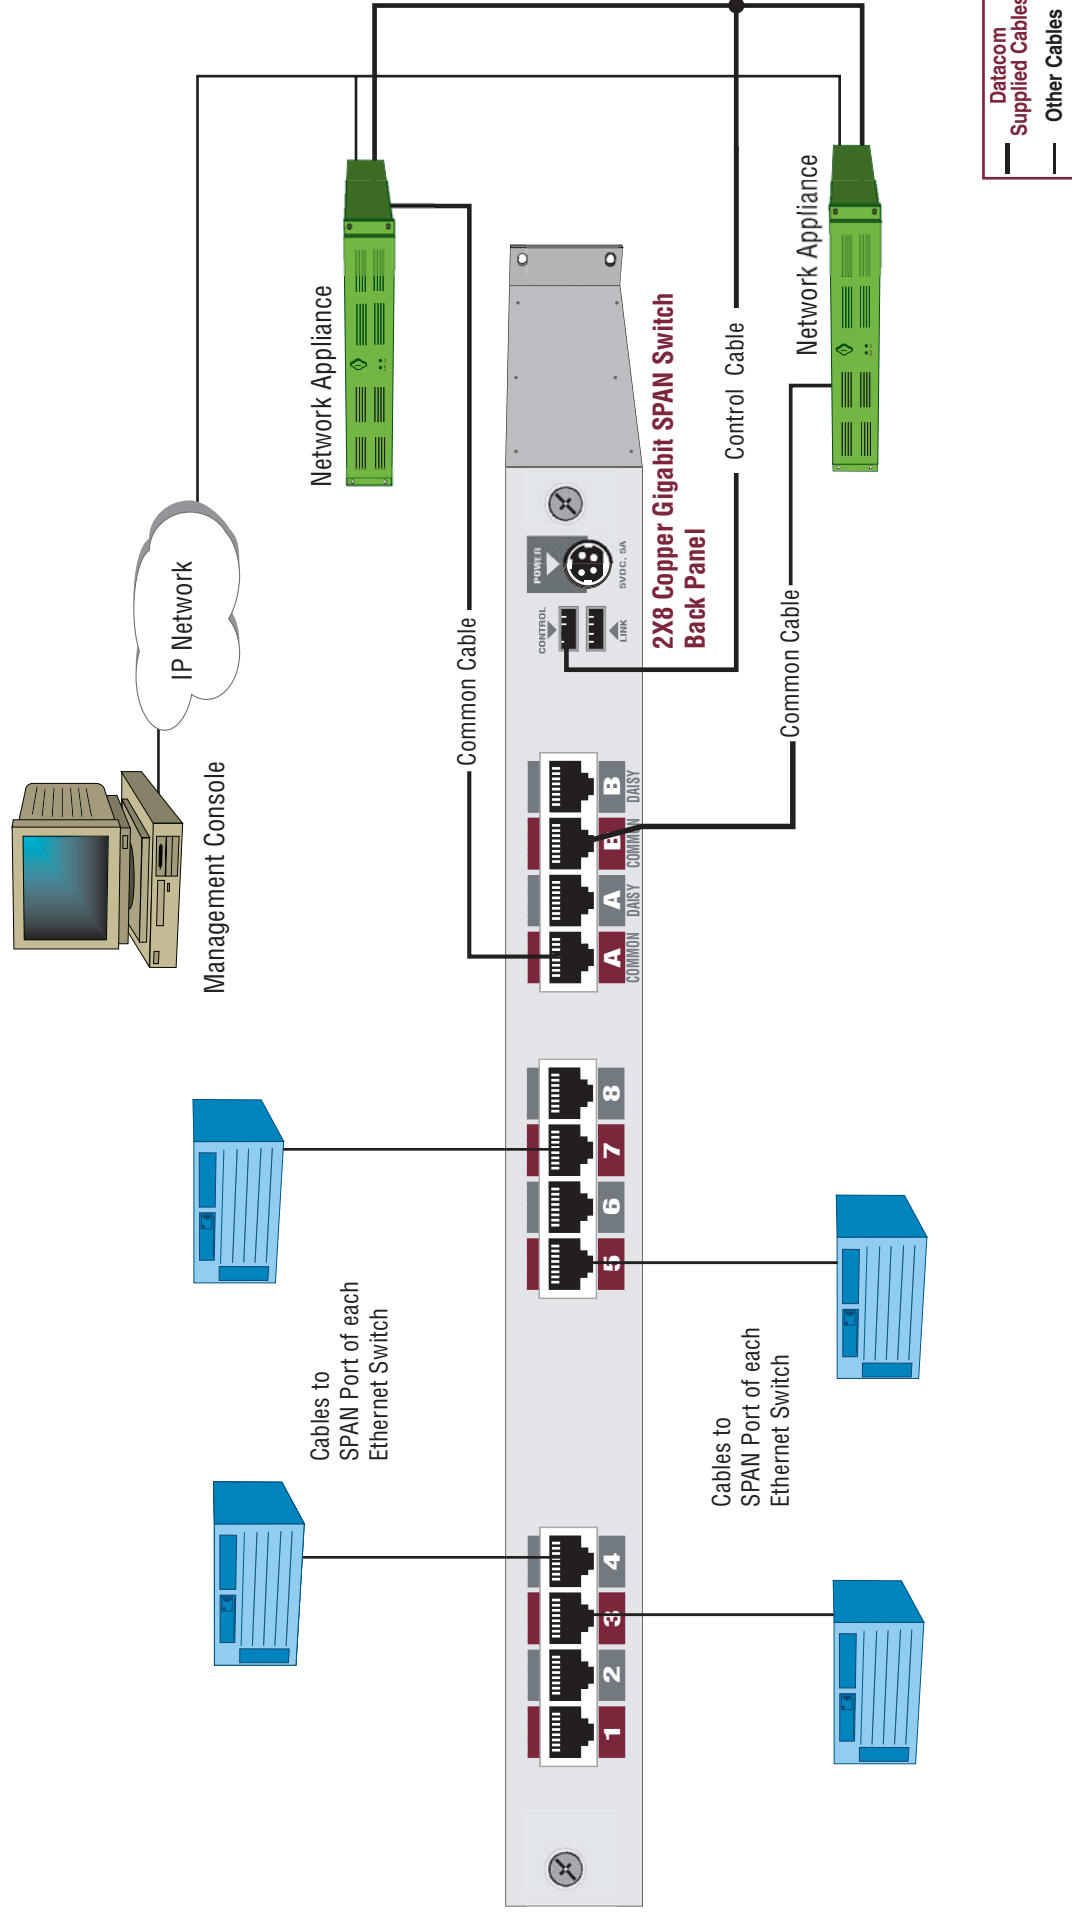 Datacom
Supplied Cables
Other Cables
Network Appliance
Network Appliance
IP Network
Management Console
Common Cable
Control Cable
Common Cable
2X8 Copper Gigabit SPAN Switch
Back Panel
POWER
5VDC, 5A
CONTROL
LINK
1
2
3
4
5
6
7
8
A
COMMON
A
DAISY
B
COMMON
B
DAISY
Cables to
SPAN Port of each
Ethernet Switch
Cables to
SPAN Port of each
Ethernet Switch